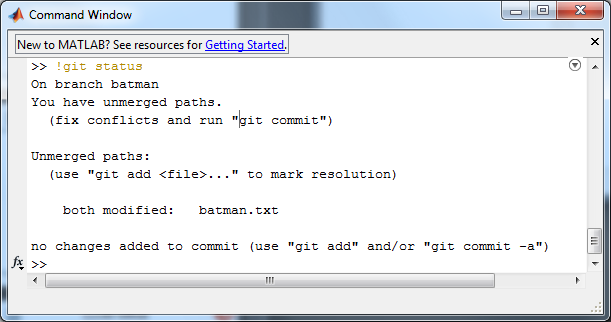 Command Window
New to MATLAB? See resources for Getting Started.
>> !git status
On branch batman
You have unmerged paths.
  (fix conflicts and run "git commit")
Unmerged paths:
  (use "git add <file>..." to mark resolution)
    both modified:   batman.txt
no changes added to commit (use "git add" and/or "git commit -a")
fx >>